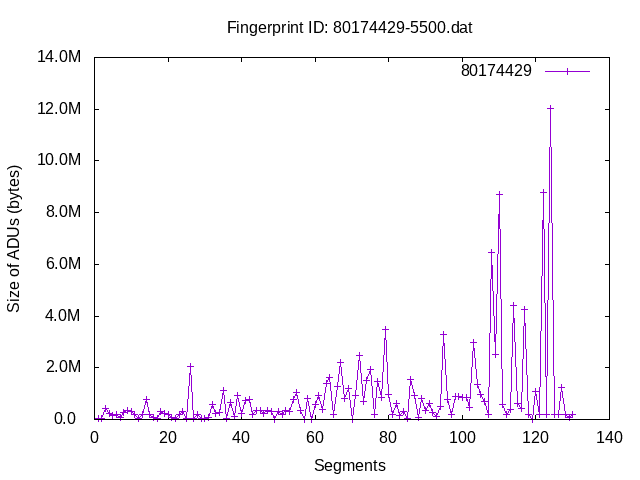 Fingerprint ID: 80174429-5500.dat
80174429
14.0M
12.0M
10.0M
8.0M
6.0M
4.0M
2.0M
0.0
Size of ADUs (bytes)
0 20 40 60 80 100 120 140
Segments